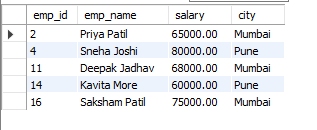 emp_id emp_name salary city
2 Priya Patil 65000.00 Mumbai
4 Sneha Joshi 80000.00 Pune
11 Deepak Jadhav 68000.00 Mumbai
14 Kavita More 60000.00 Pune
16 Saksham Patil 75000.00 Mumbai